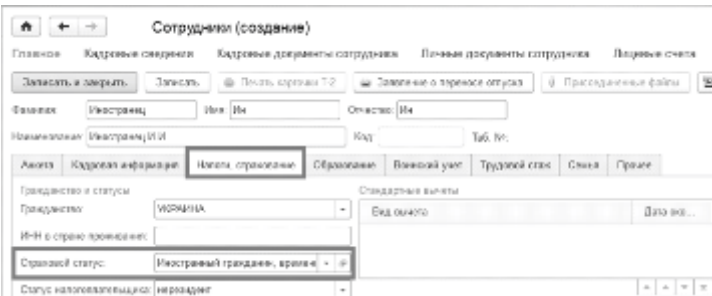 Сотрудники (создание)
Главное Кадровые сведения Кадровые документы сотрудника Личные документы сотрудника Лицевые счета
Записать и закрыть Записать Печать карточки Т-2 Заявление о переносе отпуска Присоединенные файлы
Фамилия: Иностранец Имя: Ин Отчество: Ин
Наименование: Иностранец И.И Код: Таб. №:
Анкета Кадровая информация Налоги, страхование Образование Воинский учет Трудовой стаж Семья Прочее
Гражданство и статусы Стандартные вычеты
Гражданство: УКРАИНА Вид вычета Дата око...
ИНН в стране проживания:
Страховой статус: Иностранный гражданин, времен
Статус налогоплательщика: нерезидент